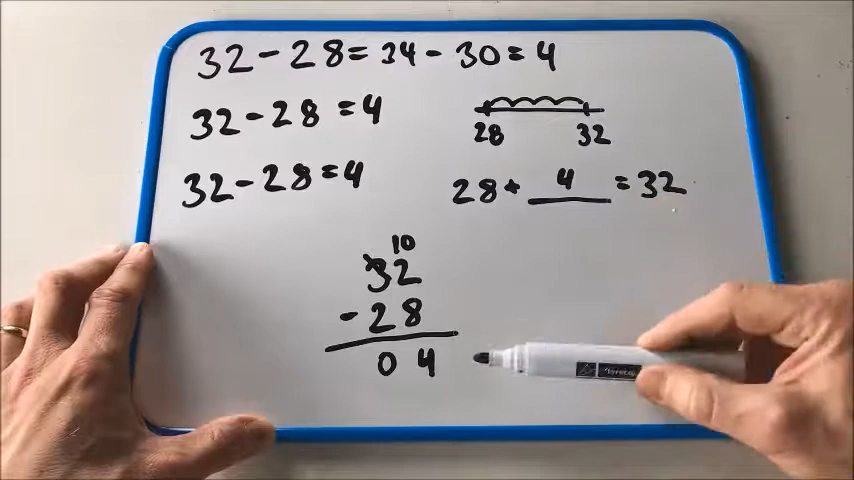 32 - 28 = 34 - 30 = 4
32 - 28 = 4
28 32
32 - 28 = 4
28 + 4 = 32
10
32
- 28
04